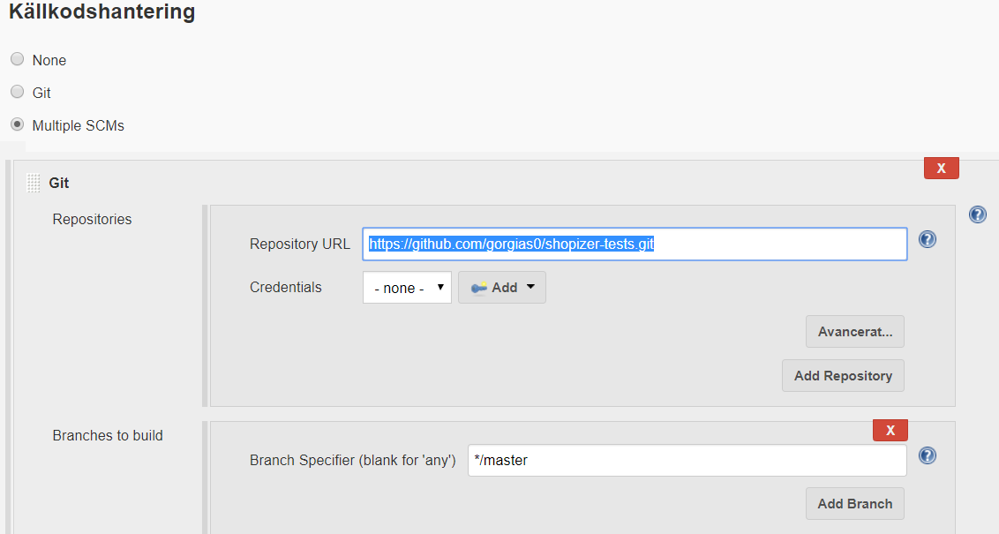 Källkodshantering
None
Git
Multiple SCMs
X
Git
Repositories
?
Repository URL https://github.com/gorgias0/shopizer-tests.git ?
Credentials - none - Add
Avancerat...
Add Repository
Branches to build
X
Branch Specifier (blank for 'any') */master ?
Add Branch